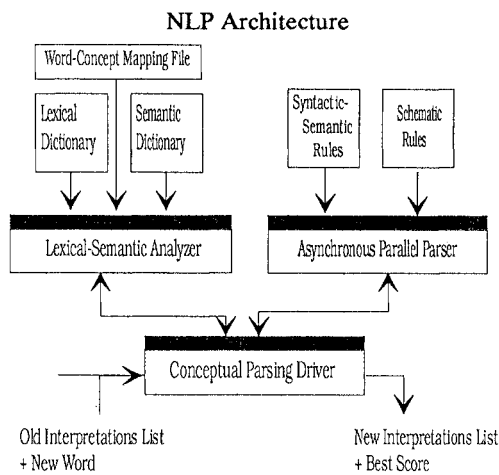 NLP Architecture
Word-Concept Mapping File
Lexical
Dictionary
Semantic
Dictionary
Syntactic-
Semantic
Rules
Schematic
Rules
Lexical-Semantic Analyzer
Asynchronous Parallel Parser
Conceptual Parsing Driver
Old Interpretations List
+ New Word
New Interpretations List
+ Best Score